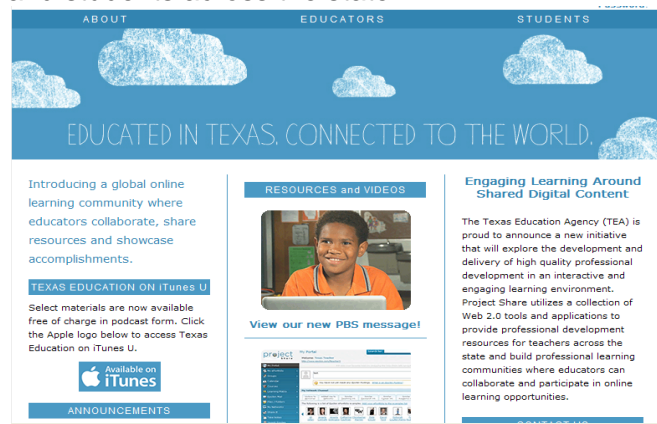 ABOUT
EDUCATORS
STUDENTS
EDUCATED IN TEXAS. CONNECTED TO THE WORLD.
Introducing a global online
learning community where
educators collaborate, share
resources and showcase
accomplishments.
TEXAS EDUCATION ON iTunes U
Select materials are now available
free of charge in podcast form. Click
the Apple logo below to access Texas
Education on iTunes U.
Available on
iTunes
ANNOUNCEMENTS
RESOURCES and VIDEOS
View our new PBS message!
project
share
Engaging Learning Around
Shared Digital Content
The Texas Education Agency (TEA) is
proud to announce a new initiative
that will explore the development and
delivery of high quality professional
development in an interactive and
engaging learning environment.
Project Share utilizes a collection of
Web 2.0 tools and applications to
provide professional development
resources for teachers across the
state and build professional learning
communities where educators can
collaborate and participate in online
learning opportunities.
CONTACT US